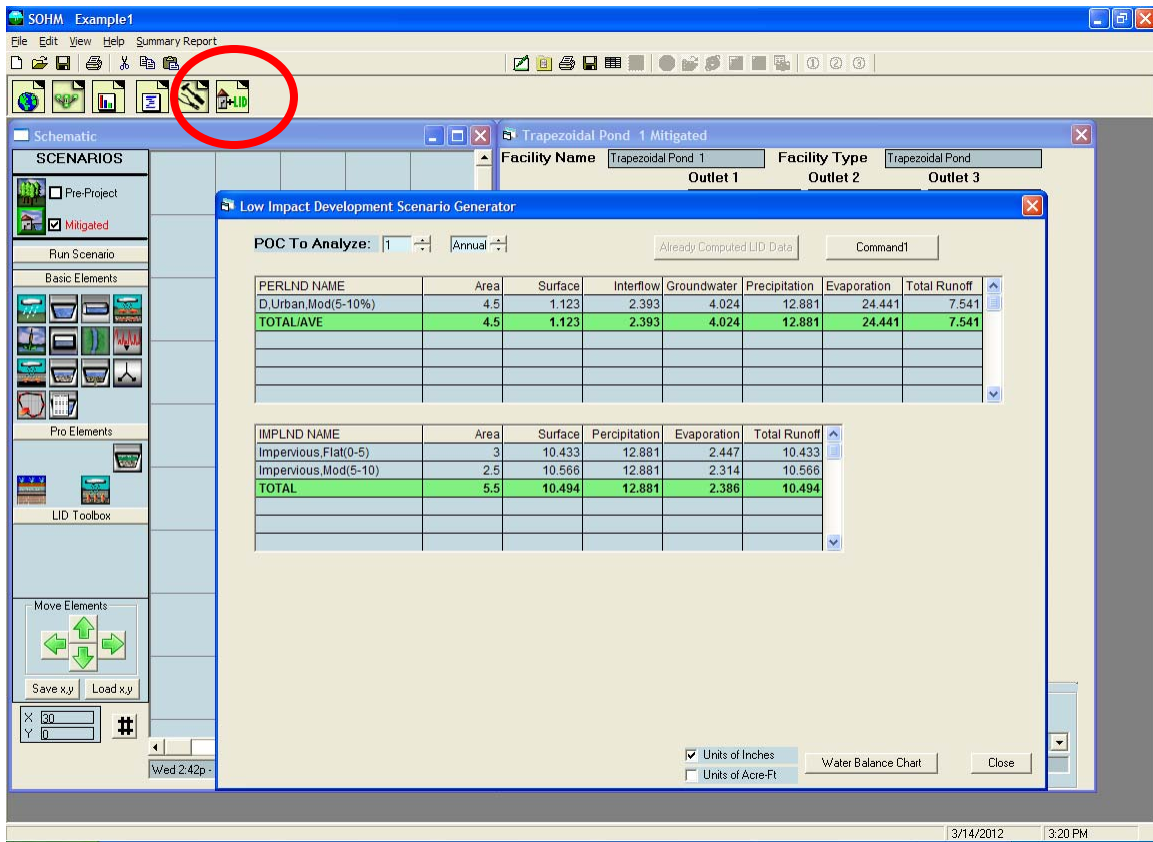 SOHM Example1
File Edit View Help Summary Report
+LID
Schematic
SCENARIOS
Pre-Project
Mitigated
Run Scenario
Basic Elements
Pro Elements
LID Toolbox
Move Elements
Save x,y Load x,y
X 30
Y 0
#
Wed 2:42p -
Trapezoidal Pond 1 Mitigated
Facility Name Trapezoidal Pond 1 Facility Type Trapezoidal Pond
Outlet 1 Outlet 2 Outlet 3
Low Impact Development Scenario Generator
POC To Analyze: 1 Annual Already Computed LID Data Command1
PERLND NAME Area Surface Interflow Groundwater Precipitation Evaporation Total Runoff
D,Urban,Mod(5-10%) 4.5 1.123 2.393 4.024 12.881 24.441 7.541
TOTAL/AVE 4.5 1.123 2.393 4.024 12.881 24.441 7.541
IMPLND NAME Area Surface Percipitation Evaporation Total Runoff
Impervious,Flat(0-5) 3 10.433 12.881 2.447 10.433
Impervious,Mod(5-10) 2.5 10.566 12.881 2.314 10.566
TOTAL 5.5 10.494 12.881 2.386 10.494
Units of Inches
Units of Acre-Ft
Water Balance Chart Close
3/14/2012 3:20 PM